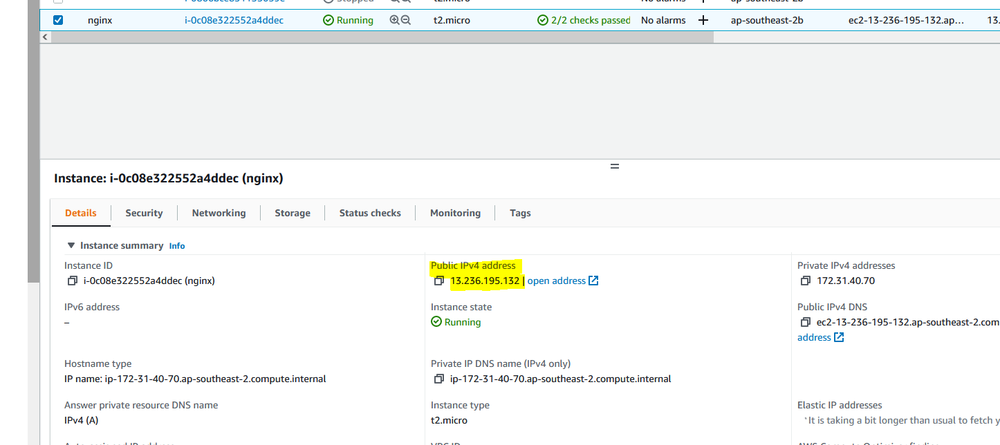 Stopped t2.micro No alarms + ap-southeast-2b
nginx i-0c08e322552a4ddec Running t2.micro 2/2 checks passed No alarms + ap-southeast-2b ec2-13-236-195-132.ap... 13.
Instance: i-0c08e322552a4ddec (nginx)
Details Security Networking Storage Status checks Monitoring Tags
Instance summary Info
Instance ID Public IPv4 address Private IPv4 addresses
i-0c08e322552a4ddec (nginx) 13.236.195.132 | open address 172.31.40.70
IPv6 address Instance state Public IPv4 DNS
– Running ec2-13-236-195-132.ap-southeast-2.com
address
Hostname type Private IP DNS name (IPv4 only)
IP name: ip-172-31-40-70.ap-southeast-2.compute.internal ip-172-31-40-70.ap-southeast-2.compute.internal
Answer private resource DNS name Instance type Elastic IP addresses
IPv4 (A) t2.micro It is taking a bit longer than usual to fetch y
VPC ID